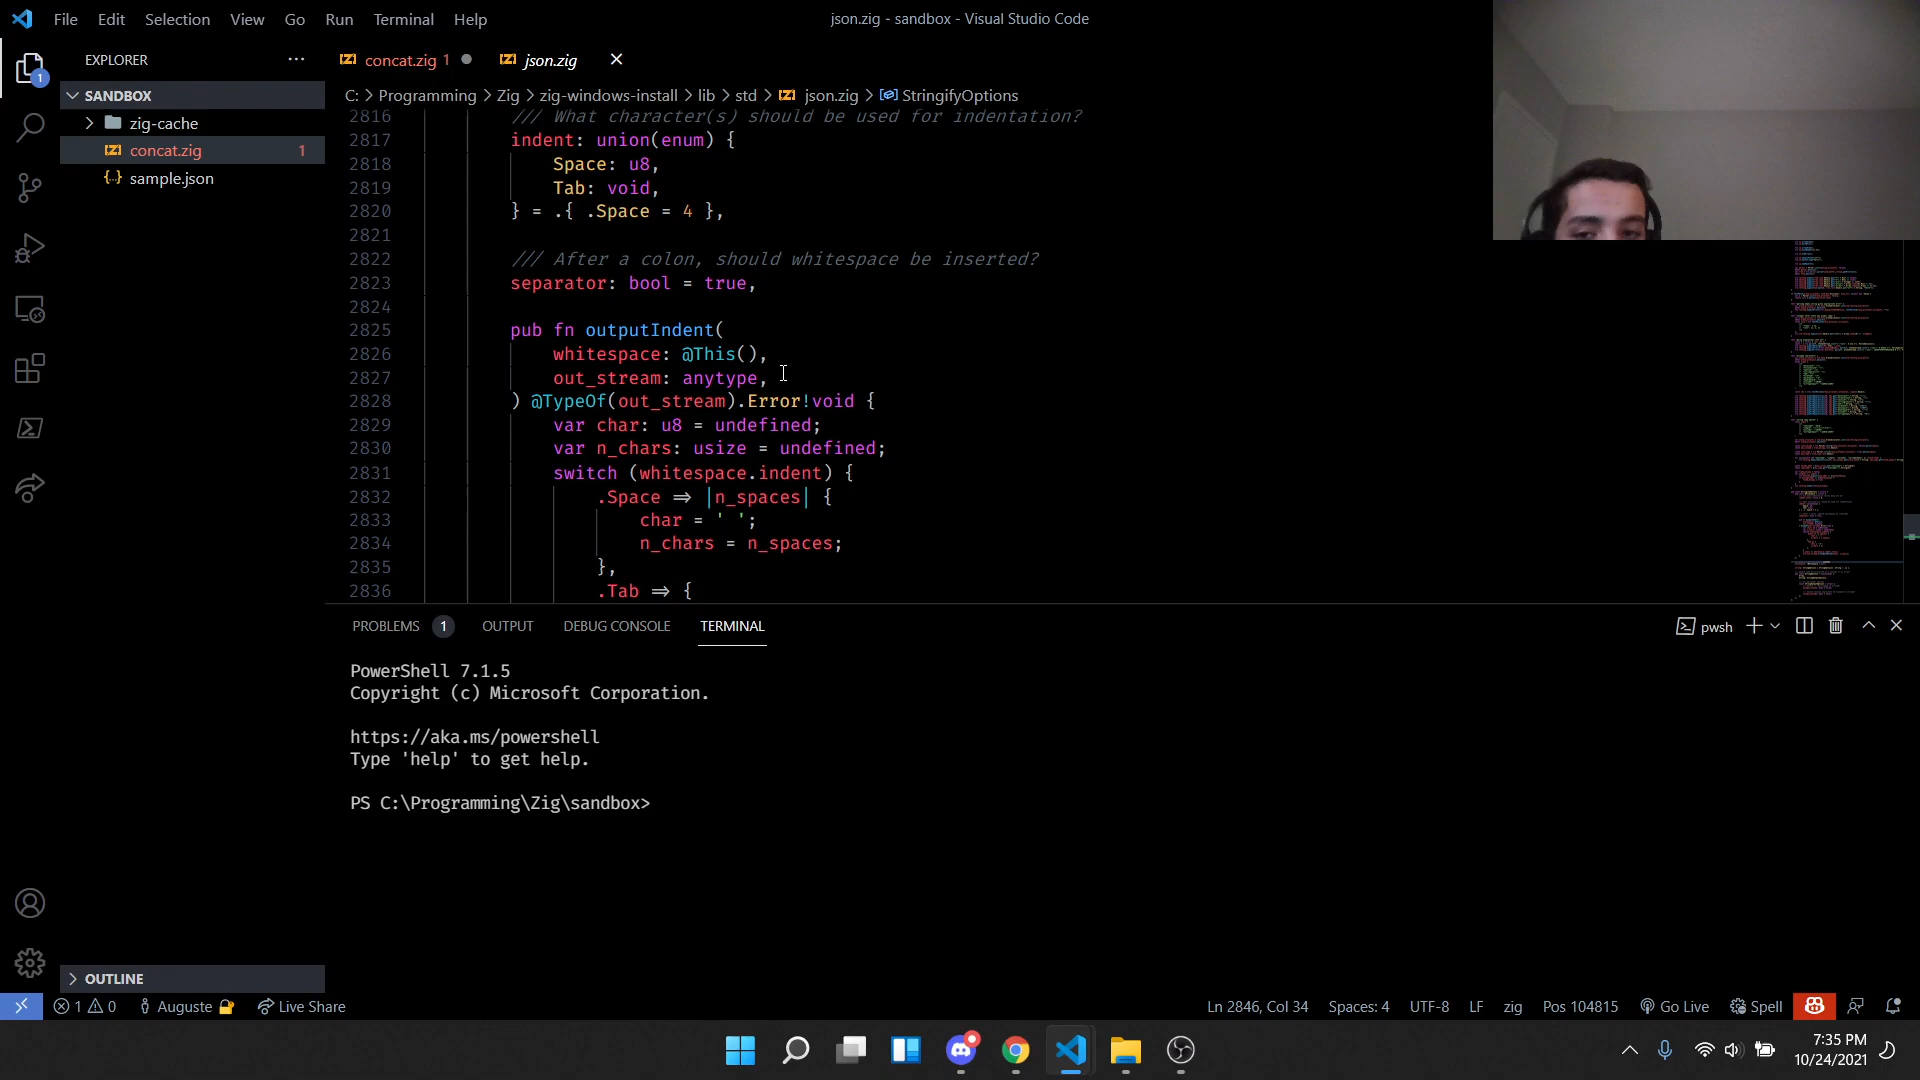 File Edit Selection View Go Run Terminal Help
json.zig - sandbox - Visual Studio Code
EXPLORER
concat.zig 1
json.zig
SANDBOX
C: > Programming > Zig > zig-windows-install > lib > std > json.zig > StringifyOptions
zig-cache
concat.zig 1
sample.json
1
2816 /// What character(s) should be used for indentation?
2817 indent: union(enum) {
2818 Space: u8,
2819 Tab: void,
2820 } = .{ .Space = 4 },
2821
2822 /// After a colon, should whitespace be inserted?
2823 separator: bool = true,
2824
2825 pub fn outputIndent(
2826 whitespace: @This(),
2827 out_stream: anytype,
2828 ) @TypeOf(out_stream).Error!void {
2829 var char: u8 = undefined;
2830 var n_chars: usize = undefined;
2831 switch (whitespace.indent) {
2832 .Space => |n_spaces| {
2833 char = ' ';
2834 n_chars = n_spaces;
2835 },
2836 .Tab => {
PROBLEMS 1 OUTPUT DEBUG CONSOLE TERMINAL
pwsh
PowerShell 7.1.5
Copyright (c) Microsoft Corporation.
https://aka.ms/powershell
Type 'help' to get help.
PS C:\Programming\Zig\sandbox>
OUTLINE
1 0 Auguste Live Share
Ln 2846, Col 34 Spaces: 4 UTF-8 LF zig Pos 104815 Go Live Spell
7:35 PM
10/24/2021